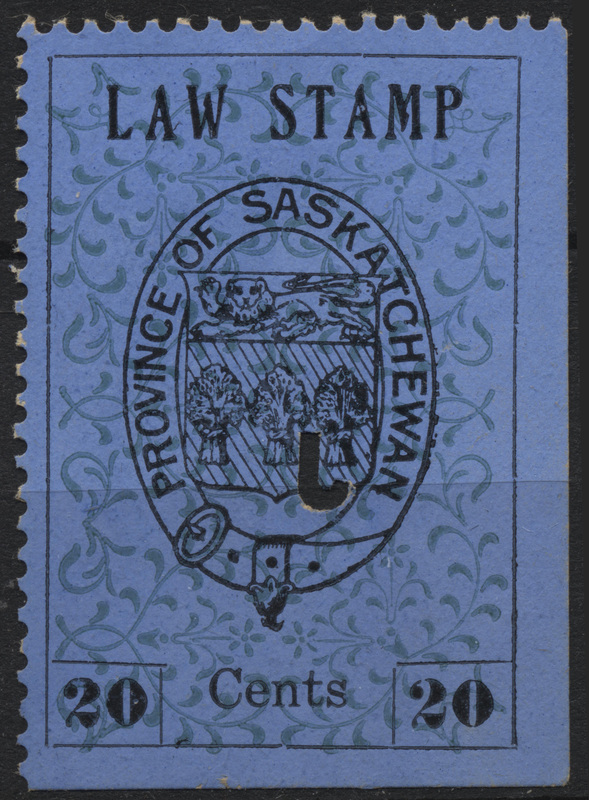 LAW STAMP
PROVINCE OF SASKATCHEWAN
Cents
20 20